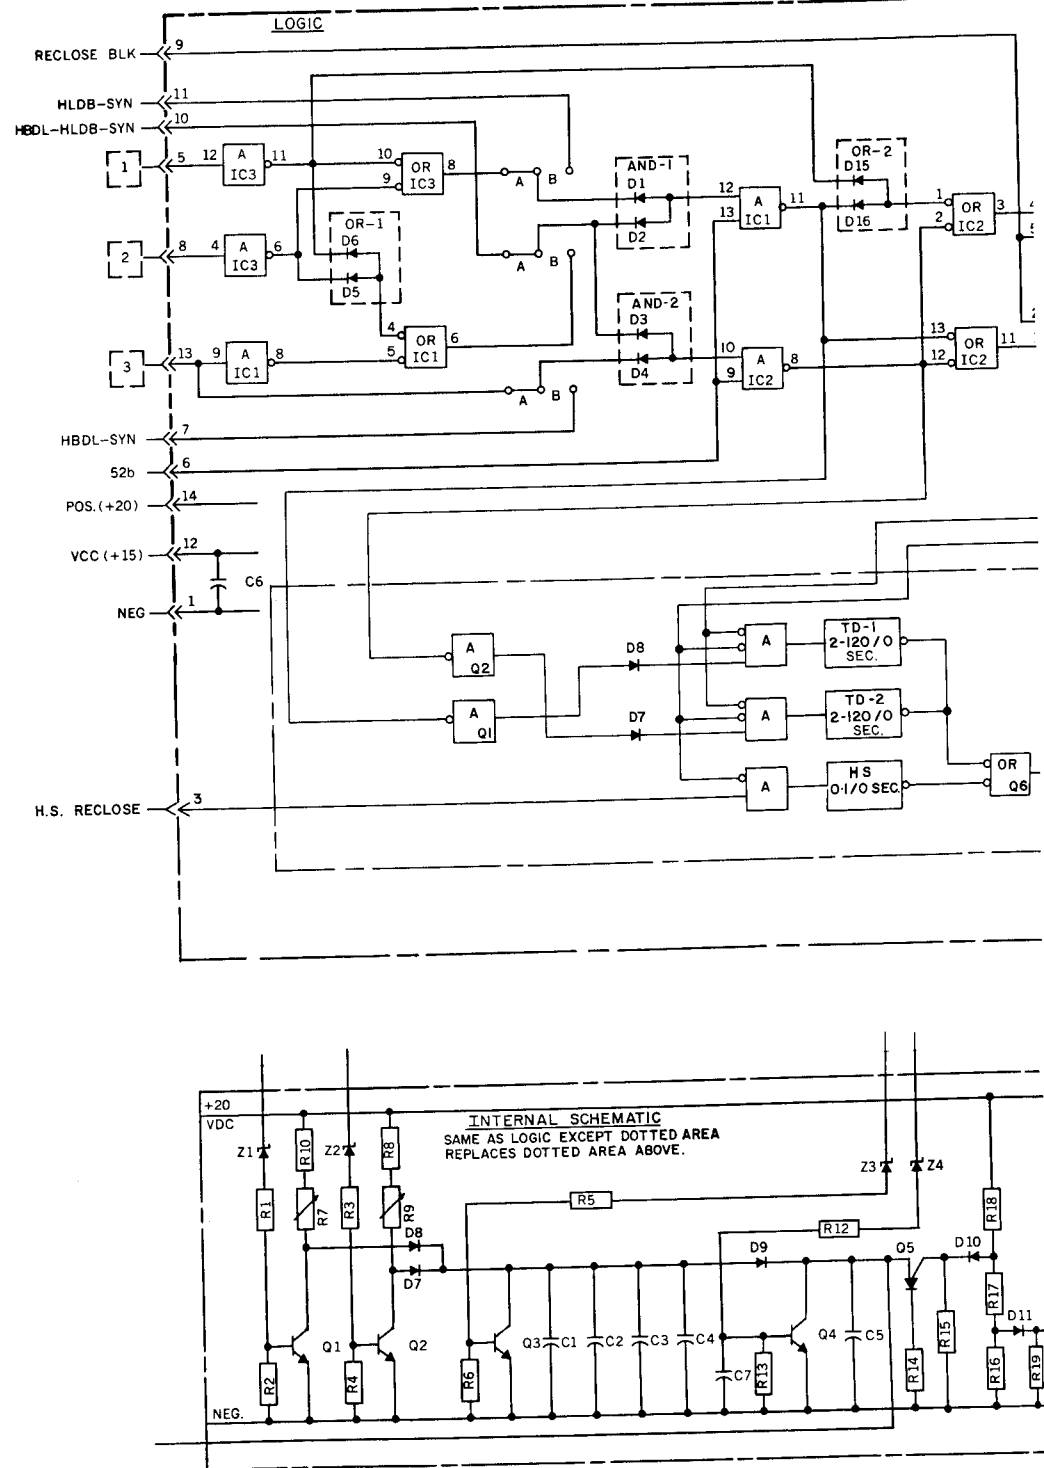 LOGIC
RECLOSE BLK 9
HLDB-SYN 11
HBDL-HLDB-SYN 10
1 5 12 A IC3 11 10 9 OR IC3 8 A B
AND-1 D1 D2 12 13 A IC1 11
OR-2 D15 D16 1 2 OR IC2 3
2 8 4 A IC3 6
OR-1 D6 D5
A B
4 5 OR IC1 6
AND-2 D3 D4 10 9 A IC2 8
13 12 OR IC2 11
3 13 9 A IC1 8
A B
HBDL-SYN 7
52b 6
POS.(+20) 14
VCC (+15) 12
C6
NEG 1
A Q2 D8 A TD-1
2-120/0
SEC.
A Q1 D7 A TD-2
2-120/0
SEC.
A HS
0.1/0 SEC.
OR Q6
H.S. RECLOSE 3
+20
VDC
INTERNAL SCHEMATIC
SAME AS LOGIC EXCEPT DOTTED AREA
REPLACES DOTTED AREA ABOVE.
Z1 R10 Z2 R8 Z3 Z4
R1 R7 R3 R9 R5 R12 R18
D8 D7 D9 Q5 D10
R17 D11
Q1 Q2 Q3 C1 C2 C3 C4 Q4 C5 R15
R2 R4 R6 C7 R13 R14 R16 R19
NEG.